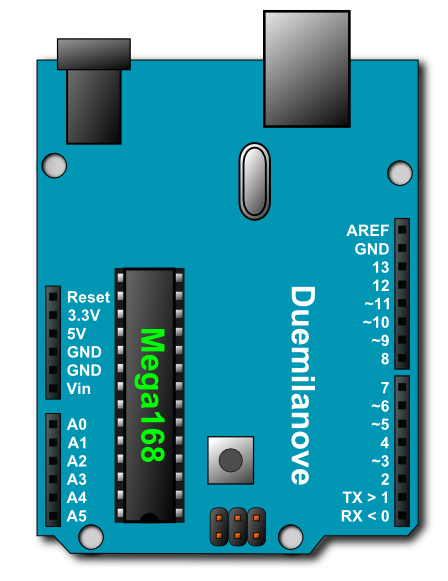 Reset
3.3V
5V
GND
GND
Vin
A0
A1
A2
A3
A4
A5
Mega168
Duemilanove
AREF
GND
13
12
~11
~10
~9
8
7
~6
~5
4
~3
2
TX > 1
RX < 0